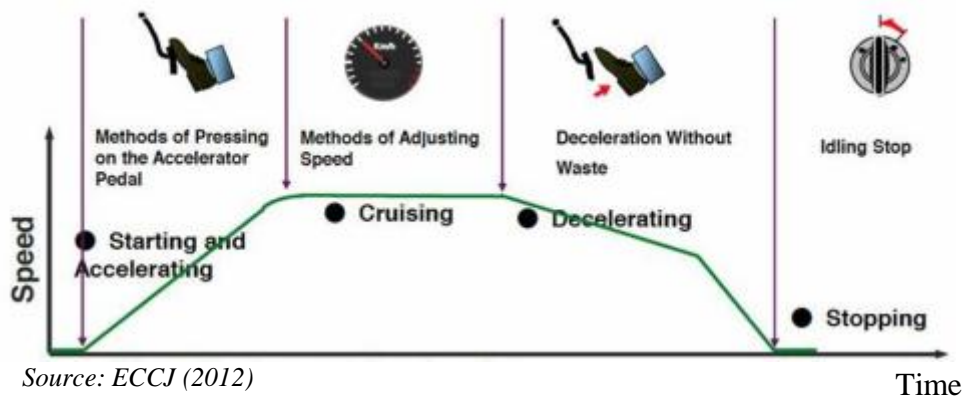 Km/h
Methods of Pressing
on the Accelerator
Pedal
Methods of Adjusting
Speed
Deceleration Without
Waste
Idling Stop
Speed
Starting and
Accelerating
Cruising
Decelerating
Stopping
Source: ECCJ (2012)
Time